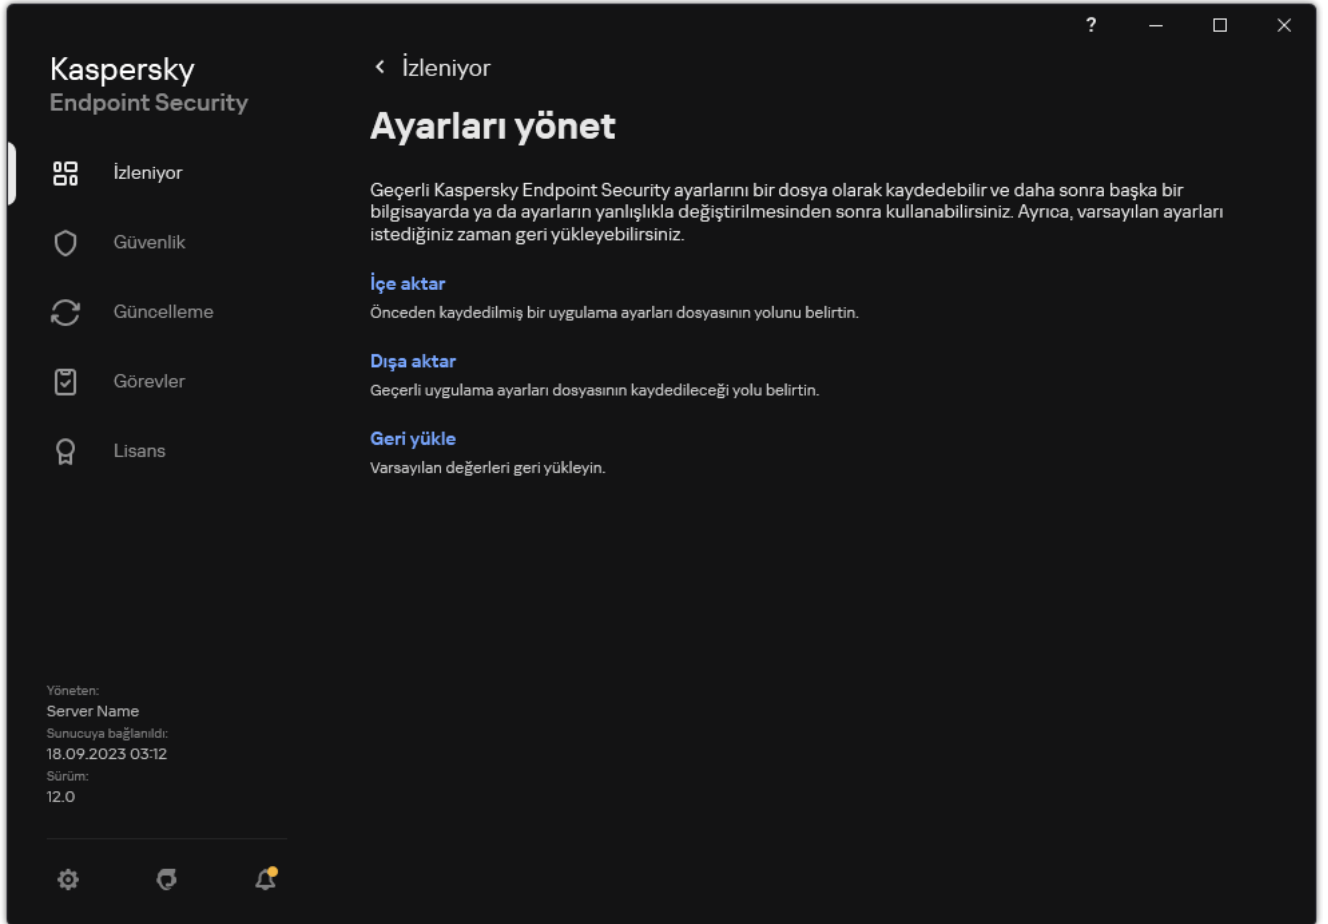 ?
Kaspersky
Endpoint Security
İzleniyor
Güvenlik
Güncelleme
Görevler
Lisans
Yöneten:
Server Name
Sunucuya bağlanıldı:
18.09.2023 03:12
Sürüm:
12.0
İzleniyor
Ayarları yönet
Geçerli Kaspersky Endpoint Security ayarlarını bir dosya olarak kaydedebilir ve daha sonra başka bir
bilgisayarda ya da ayarların yanlışlıkla değiştirilmesinden sonra kullanabilirsiniz. Ayrıca, varsayılan ayarları
istediğiniz zaman geri yükleyebilirsiniz.
İçe aktar
Önceden kaydedilmiş bir uygulama ayarları dosyasının yolunu belirtin.
Dışa aktar
Geçerli uygulama ayarları dosyasının kaydedileceği yolu belirtin.
Geri yükle
Varsayılan değerleri geri yükleyin.